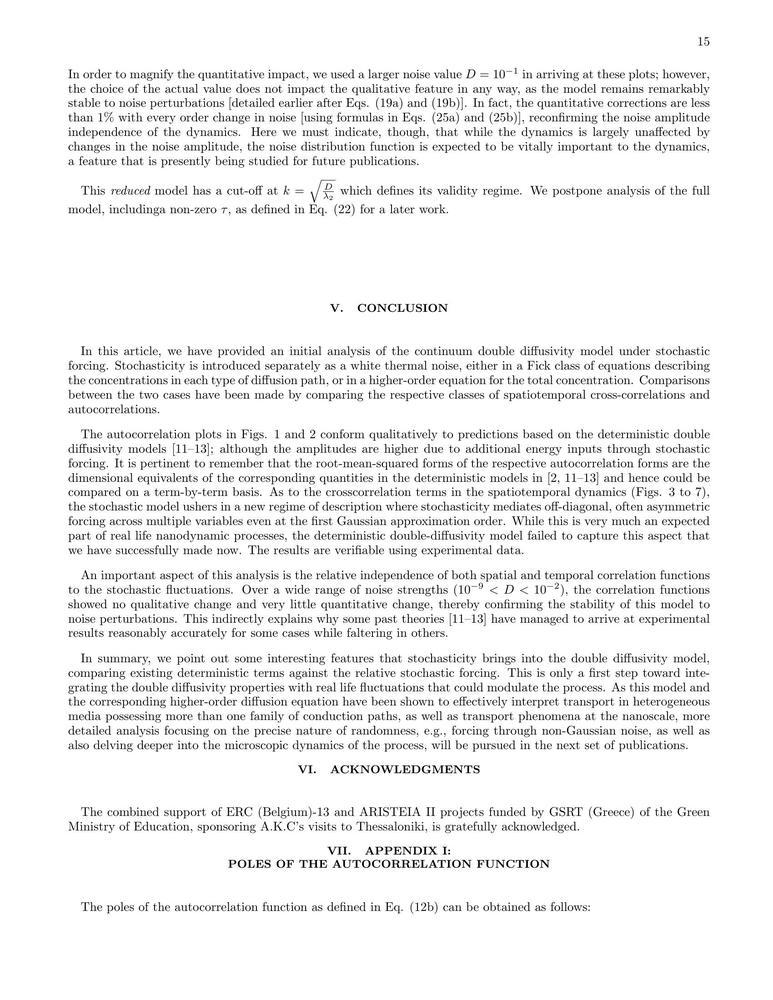 15
In order to magnify the quantitative impact, we used a larger noise value D = 10⁻¹ in arriving at these plots; however,
the choice of the actual value does not impact the qualitative feature in any way, as the model remains remarkably
stable to noise perturbations [detailed earlier after Eqs. (19a) and (19b)]. In fact, the quantitative corrections are less
than 1% with every order change in noise [using formulas in Eqs. (25a) and (25b)], reconfirming the noise amplitude
independence of the dynamics. Here we must indicate, though, that while the dynamics is largely unaffected by
changes in the noise amplitude, the noise distribution function is expected to be vitally important to the dynamics,
a feature that is presently being studied for future publications.
This reduced model has a cut-off at k = √(D/λ₂) which defines its validity regime. We postpone analysis of the full
model, includinga non-zero τ, as defined in Eq. (22) for a later work.
V. CONCLUSION
In this article, we have provided an initial analysis of the continuum double diffusivity model under stochastic
forcing. Stochasticity is introduced separately as a white thermal noise, either in a Fick class of equations describing
the concentrations in each type of diffusion path, or in a higher-order equation for the total concentration. Comparisons
between the two cases have been made by comparing the respective classes of spatiotemporal cross-correlations and
autocorrelations.
The autocorrelation plots in Figs. 1 and 2 conform qualitatively to predictions based on the deterministic double
diffusivity models [11–13]; although the amplitudes are higher due to additional energy inputs through stochastic
forcing. It is pertinent to remember that the root-mean-squared forms of the respective autocorrelation forms are the
dimensional equivalents of the corresponding quantities in the deterministic models in [2, 11–13] and hence could be
compared on a term-by-term basis. As to the crosscorrelation terms in the spatiotemporal dynamics (Figs. 3 to 7),
the stochastic model ushers in a new regime of description where stochasticity mediates off-diagonal, often asymmetric
forcing across multiple variables even at the first Gaussian approximation order. While this is very much an expected
part of real life nanodynamic processes, the deterministic double-diffusivity model failed to capture this aspect that
we have successfully made now. The results are verifiable using experimental data.
An important aspect of this analysis is the relative independence of both spatial and temporal correlation functions
to the stochastic fluctuations. Over a wide range of noise strengths (10⁻⁹ < D < 10⁻²), the correlation functions
showed no qualitative change and very little quantitative change, thereby confirming the stability of this model to
noise perturbations. This indirectly explains why some past theories [11–13] have managed to arrive at experimental
results reasonably accurately for some cases while faltering in others.
In summary, we point out some interesting features that stochasticity brings into the double diffusivity model,
comparing existing deterministic terms against the relative stochastic forcing. This is only a first step toward inte-
grating the double diffusivity properties with real life fluctuations that could modulate the process. As this model and
the corresponding higher-order diffusion equation have been shown to effectively interpret transport in heterogeneous
media possessing more than one family of conduction paths, as well as transport phenomena at the nanoscale, more
detailed analysis focusing on the precise nature of randomness, e.g., forcing through non-Gaussian noise, as well as
also delving deeper into the microscopic dynamics of the process, will be pursued in the next set of publications.
VI. ACKNOWLEDGMENTS
The combined support of ERC (Belgium)-13 and ARISTEIA II projects funded by GSRT (Greece) of the Green
Ministry of Education, sponsoring A.K.C's visits to Thessaloniki, is gratefully acknowledged.
VII. APPENDIX I:
POLES OF THE AUTOCORRELATION FUNCTION
The poles of the autocorrelation function as defined in Eq. (12b) can be obtained as follows: